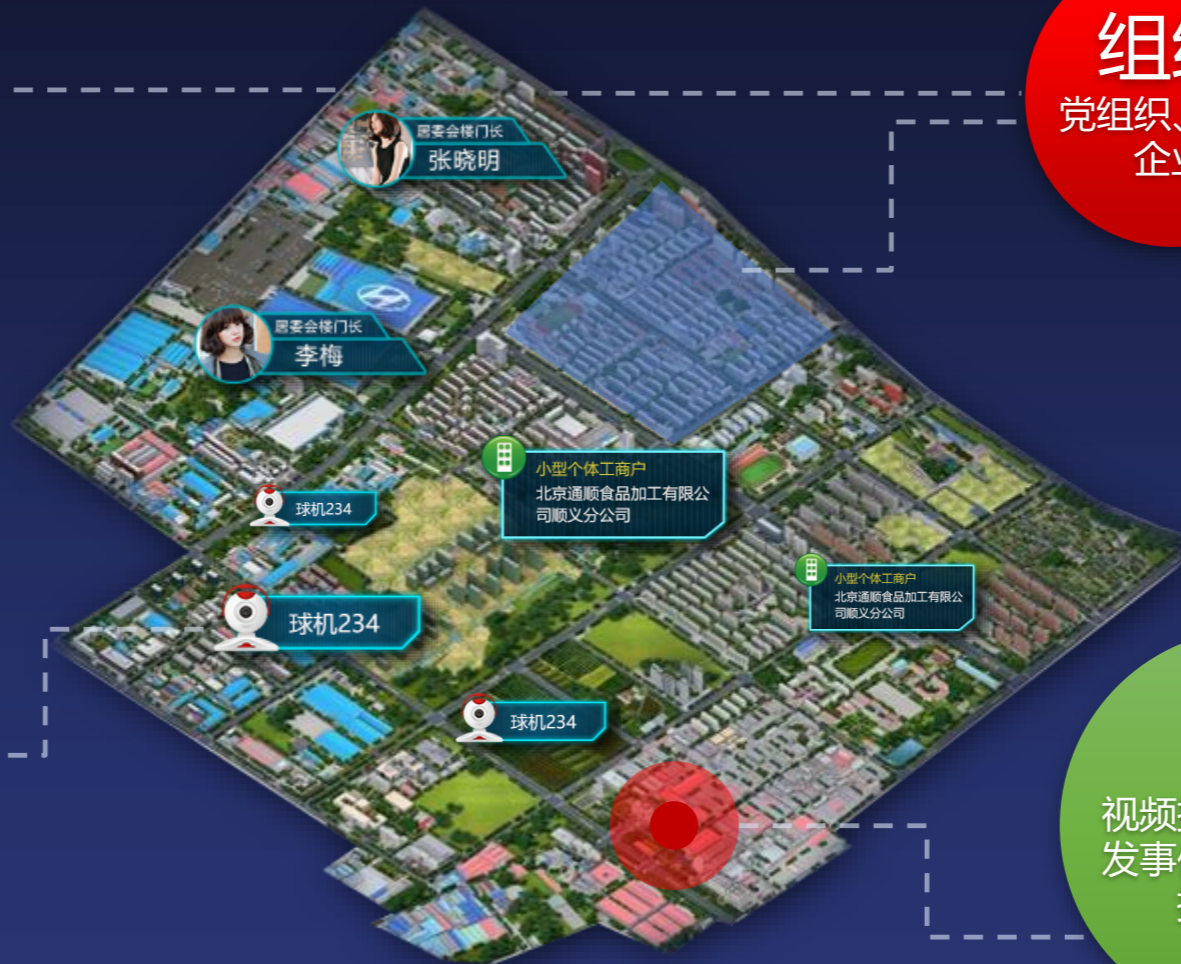 组
党组织、
企业
居委会楼门长
张晓明
居委会楼门长
李梅
小型个体工商户
北京通顺食品加工有限公
司顺义分公司
球机234
小型个体工商户
北京通顺食品加工有限公
司顺义分公司
球机234
球机234
视频
发事